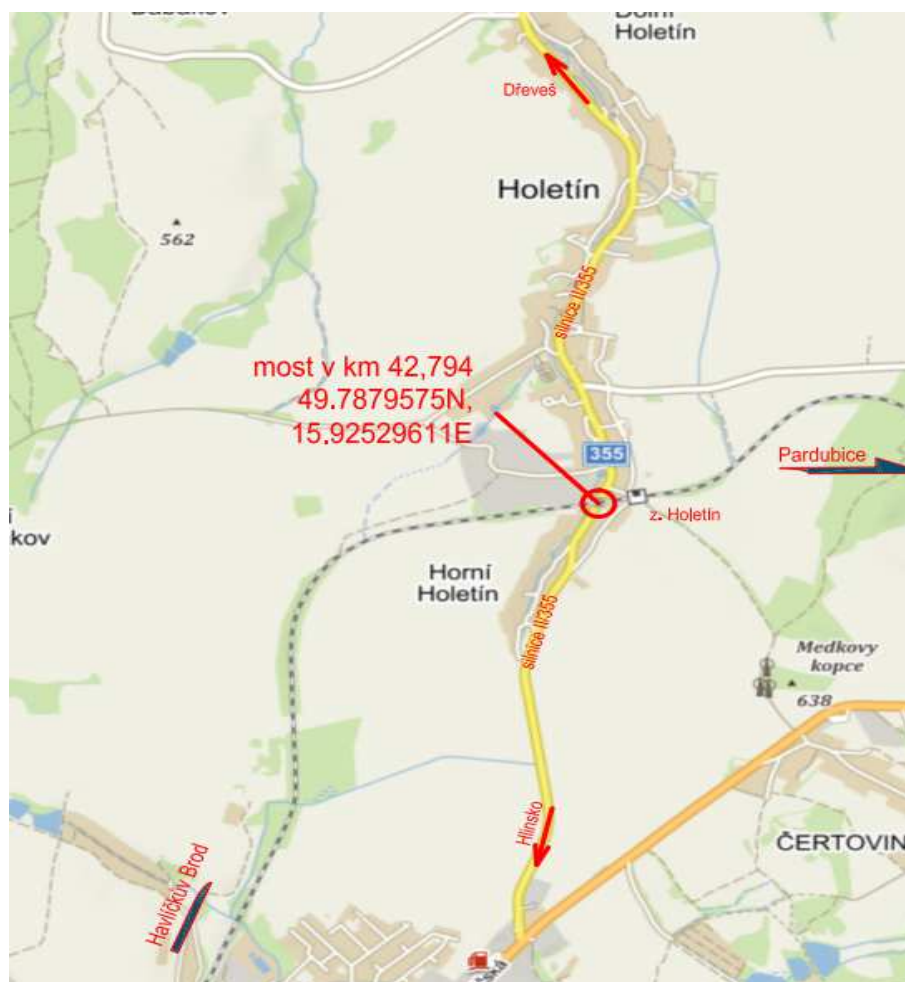 Dolní
Holetín
Dřeveš
Holetín
562
silnice II/355
most v km 42,794
49.7879575N,
15.92529611E
355
Pardubice
z. Holetín
kov
Horní
Holetín
silnice II/355
Medkovy
kopce
638
Hlinsko
ČERTOVIN
Havlíčkův Brod